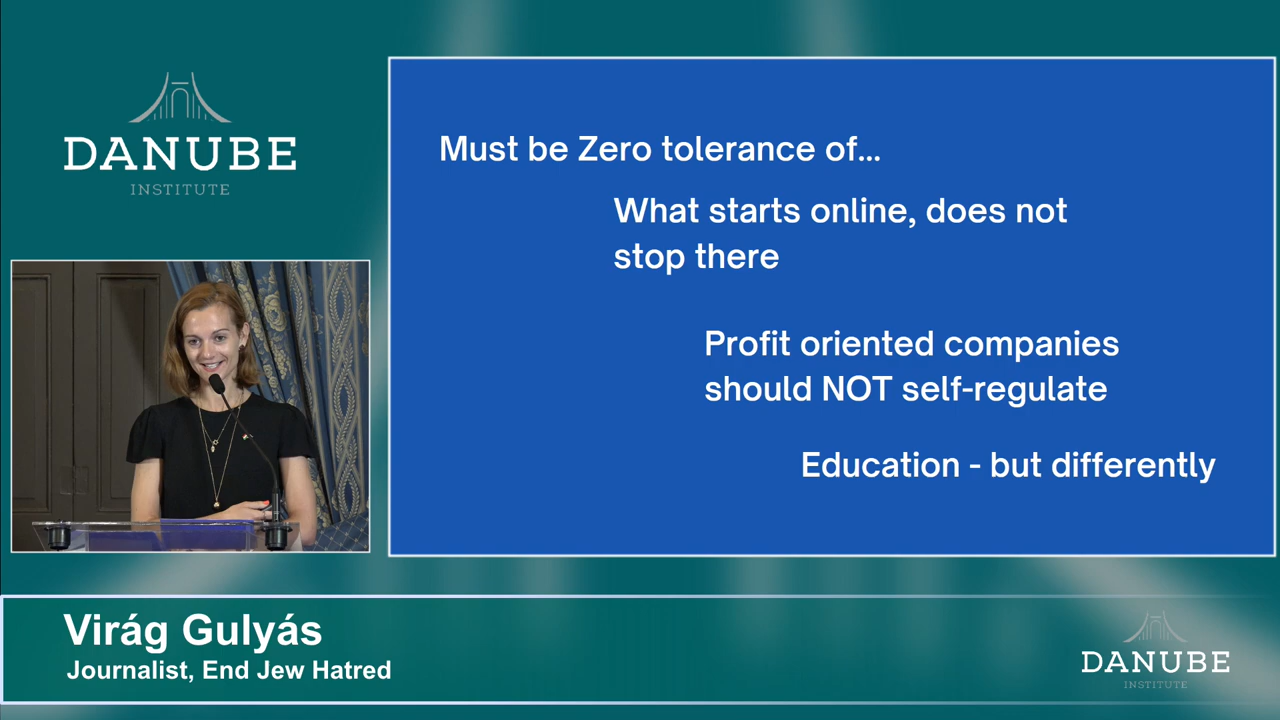 DANUBE
INSTITUTE
Must be Zero tolerance of...
What starts online, does not
stop there
Profit oriented companies
should NOT self-regulate
Education - but differently
Virág Gulyás
Journalist, End Jew Hatred
DANUBE
INSTITUTE